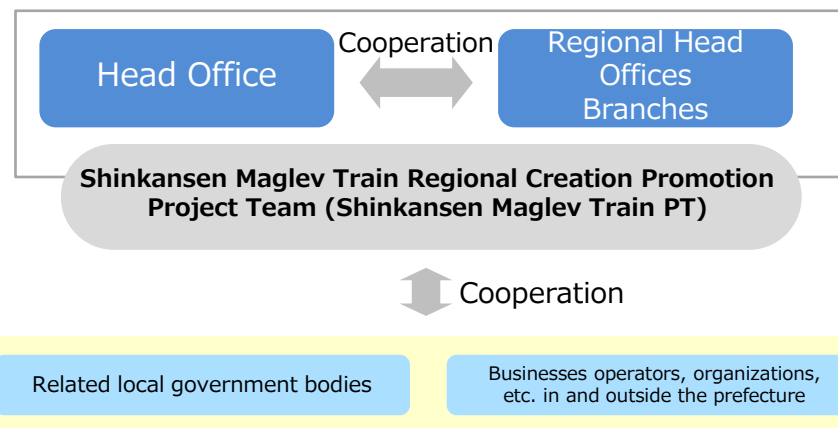 Head Office
Cooperation
Regional Head
Offices
Branches
Shinkansen Maglev Train Regional Creation Promotion
Project Team (Shinkansen Maglev Train PT)
Cooperation
Related local government bodies
Businesses operators, organizations,
etc. in and outside the prefecture